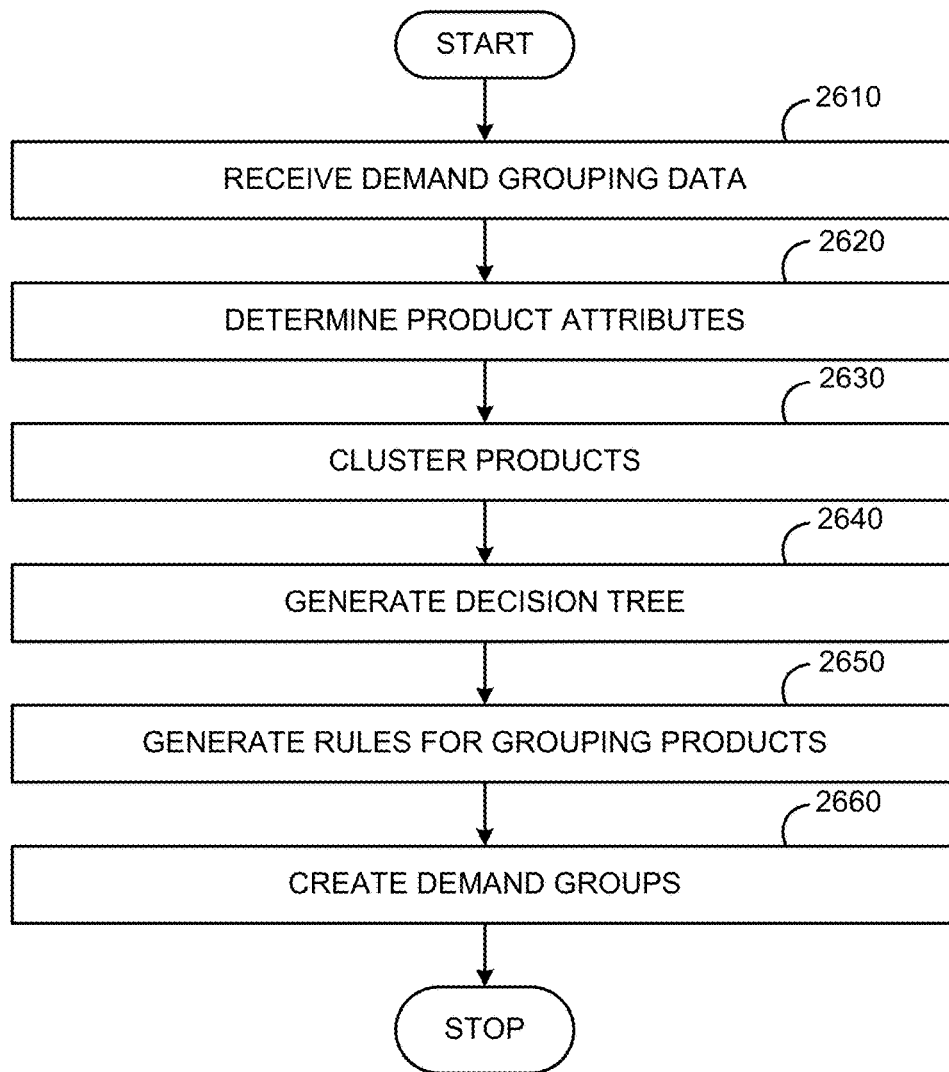 START
2610
RECEIVE DEMAND GROUPING DATA
2620
DETERMINE PRODUCT ATTRIBUTES
2630
CLUSTER PRODUCTS
2640
GENERATE DECISION TREE
2650
GENERATE RULES FOR GROUPING PRODUCTS
2660
CREATE DEMAND GROUPS
STOP